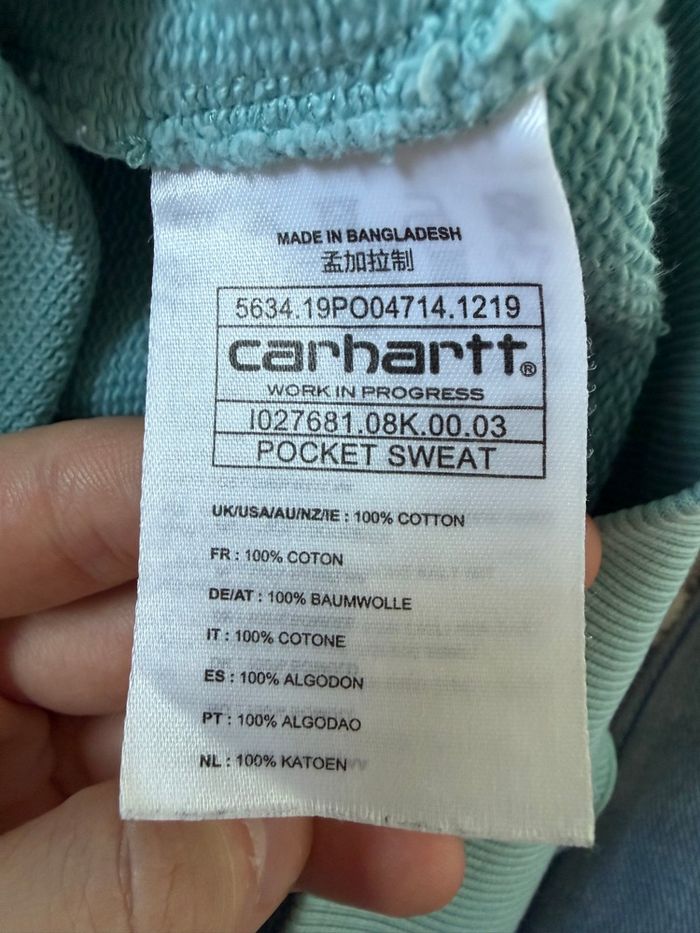 MADE IN BANGLADESH
孟加拉制
5634.19PO04714.1219
carhartt®
WORK IN PROGRESS
I027681.08K.00.03
POCKET SWEAT
UK/USA/AU/NZ/IE : 100% COTTON
FR : 100% COTON
DE/AT : 100% BAUMWOLLE
IT : 100% COTONE
ES : 100% ALGODON
PT : 100% ALGODAO
NL : 100% KATOEN